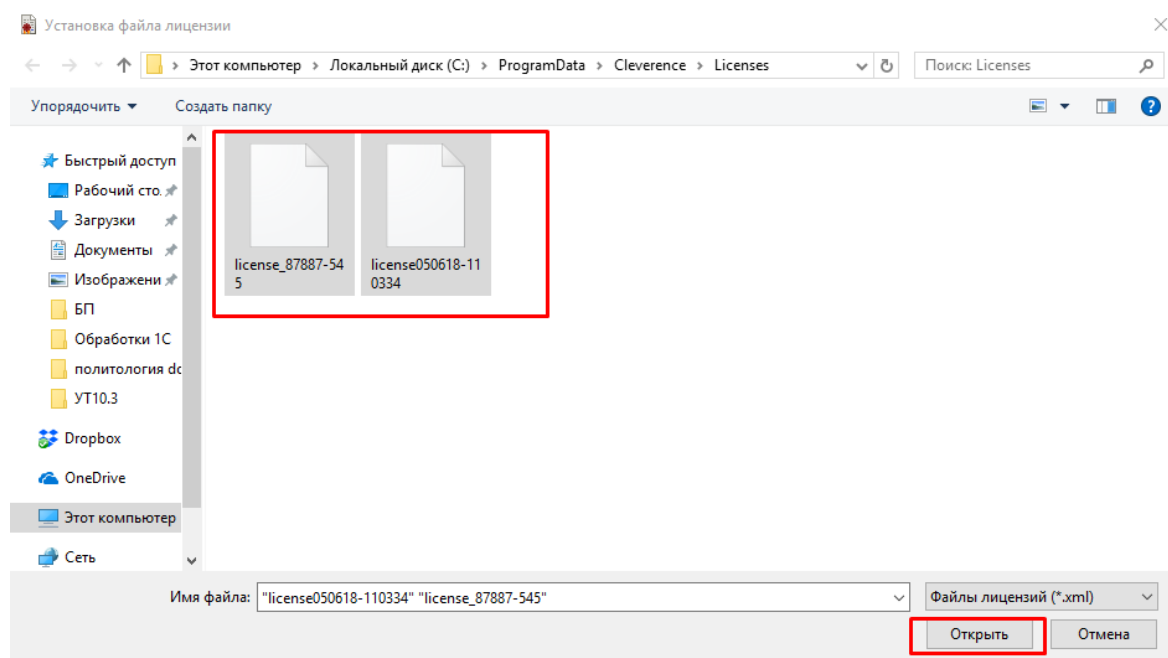 Установка файла лицензии
Этот компьютер › Локальный диск (C:) › ProgramData › Cleverence › Licenses
Поиск: Licenses
Упорядочить
Создать папку
Быстрый доступ
Рабочий сто.
Загрузки
Документы
Изображени
БП
Обработки 1С
политология dc
УТ10.3
Dropbox
OneDrive
Этот компьютер
Сеть
license_87887-54
5
license050618-11
0334
Имя файла: "license050618-110334" "license_87887-545"
Файлы лицензий (*.xml)
Открыть
Отмена